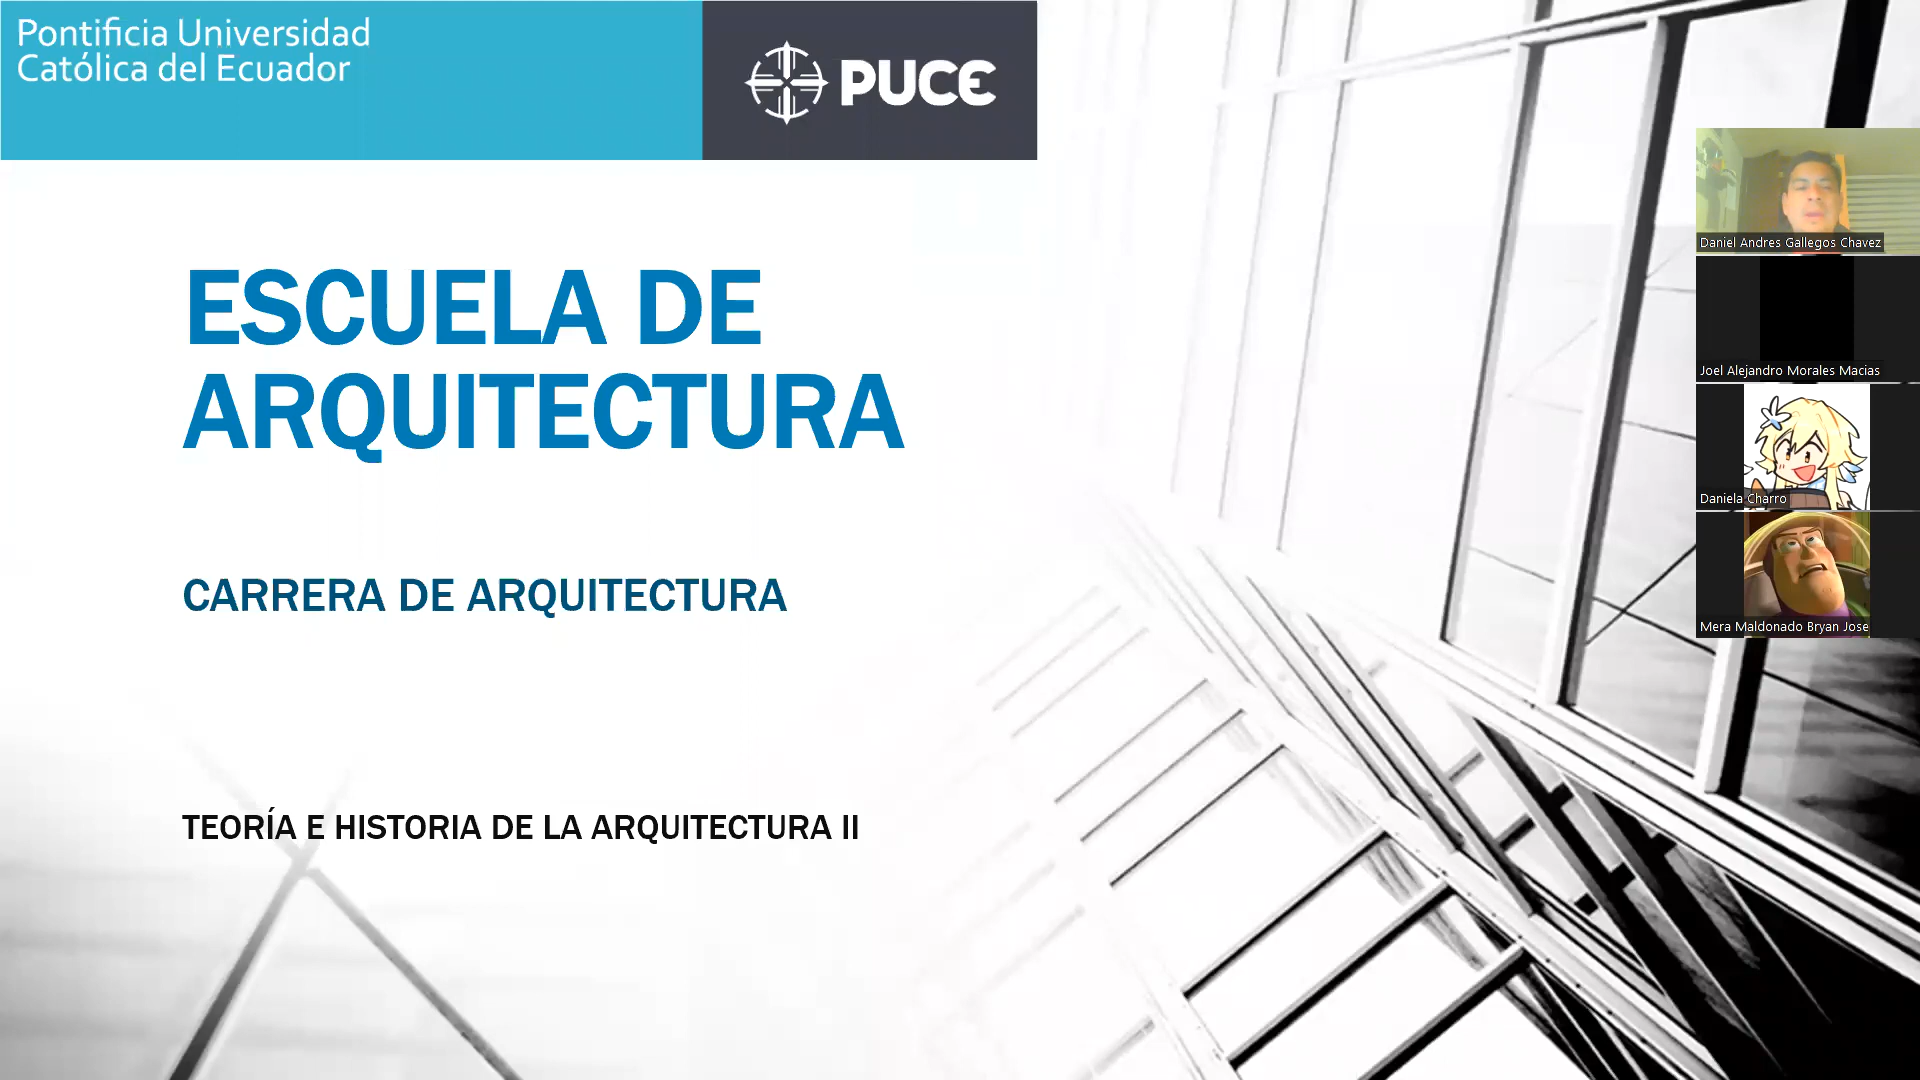 Pontificia Universidad
Católica del Ecuador
PUCE
ESCUELA DE
ARQUITECTURA
CARRERA DE ARQUITECTURA
TEORÍA E HISTORIA DE LA ARQUITECTURA II
Daniel Andres Gallegos Chavez
Joel Alejandro Morales Macias
Daniela Charro
Mera Maldonado Bryan Jose